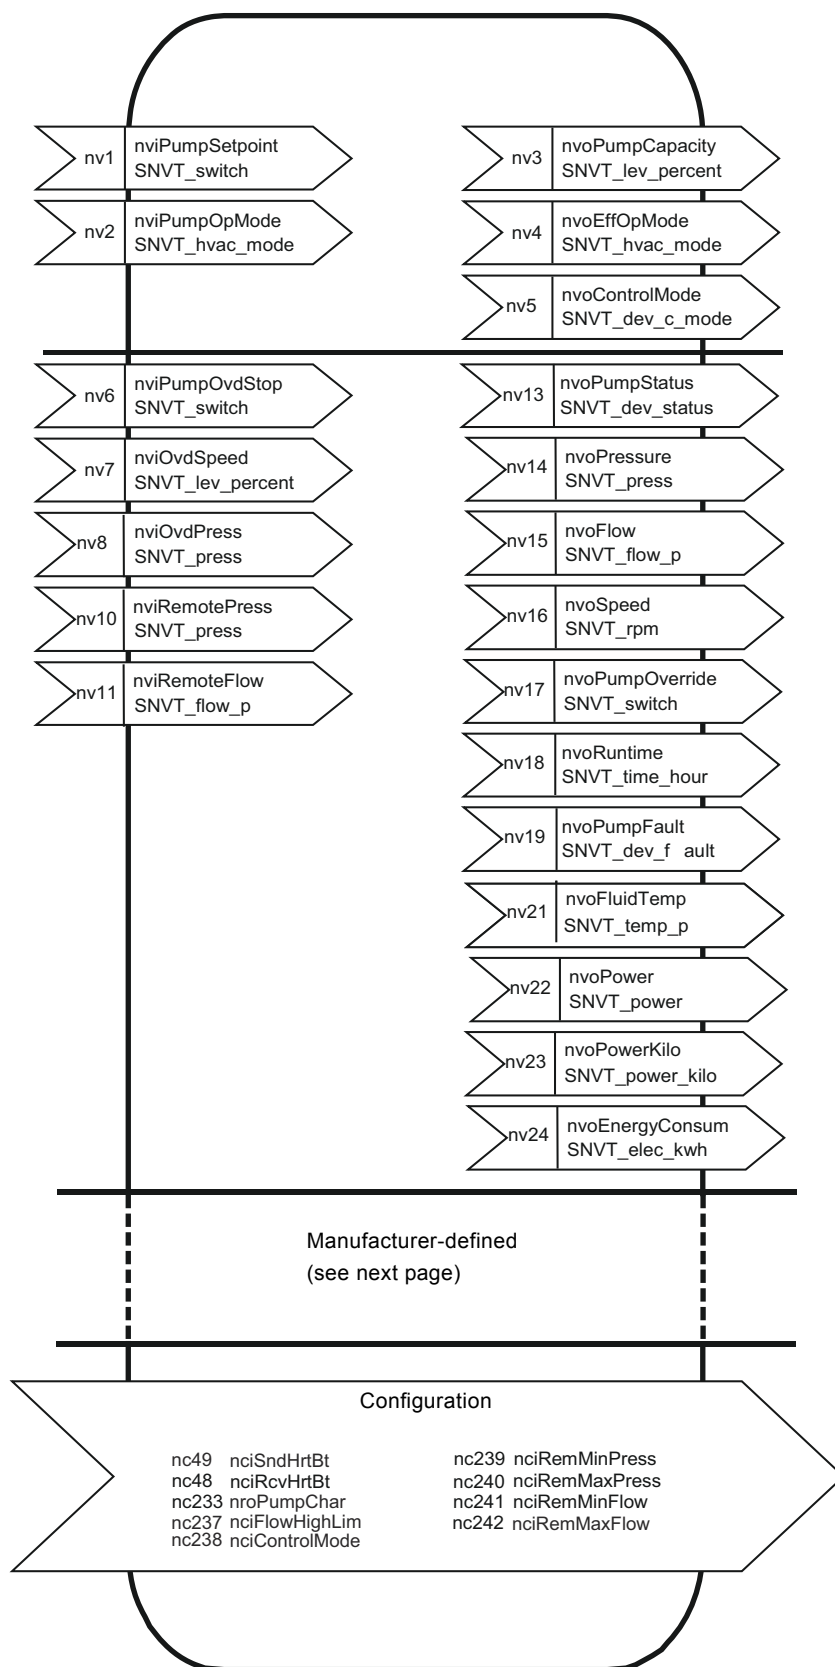 nv1 nviPumpSetpoint
SNVT_switch
nv2 nviPumpOpMode
SNVT_hvac_mode
nv3 nvoPumpCapacity
SNVT_lev_percent
nv4 nvoEffOpMode
SNVT_hvac_mode
nv5 nvoControlMode
SNVT_dev_c_mode
nv6 nviPumpOvdStop
SNVT_switch
nv7 nviOvdSpeed
SNVT_lev_percent
nv8 nviOvdPress
SNVT_press
nv10 nviRemotePress
SNVT_press
nv11 nviRemoteFlow
SNVT_flow_p
nv13 nvoPumpStatus
SNVT_dev_status
nv14 nvoPressure
SNVT_press
nv15 nvoFlow
SNVT_flow_p
nv16 nvoSpeed
SNVT_rpm
nv17 nvoPumpOverride
SNVT_switch
nv18 nvoRuntime
SNVT_time_hour
nv19 nvoPumpFault
SNVT_dev_f ault
nv21 nvoFluidTemp
SNVT_temp_p
nv22 nvoPower
SNVT_power
nv23 nvoPowerKilo
SNVT_power_kilo
nv24 nvoEnergyConsum
SNVT_elec_kwh
Manufacturer-defined
(see next page)
Configuration
nc49 nciSndHrtBt
nc48 nciRcvHrtBt
nc233 nroPumpChar
nc237 nciFlowHighLim
nc238 nciControlMode
nc239 nciRemMinPress
nc240 nciRemMaxPress
nc241 nciRemMinFlow
nc242 nciRemMaxFlow